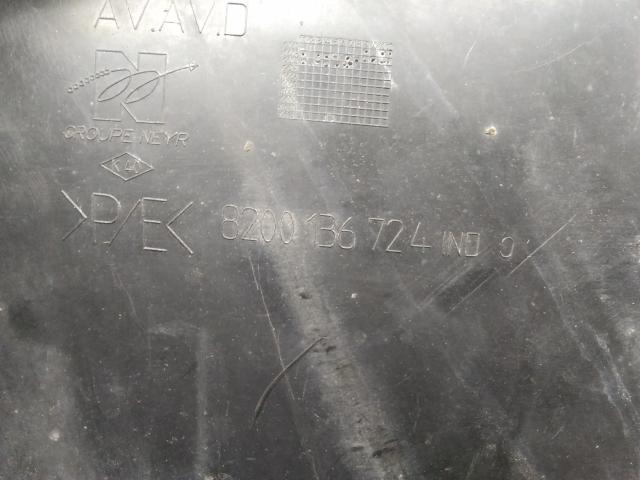 AV.AV.D
GROUPE NEYR
>P/E< 8200 136 724 IND 0